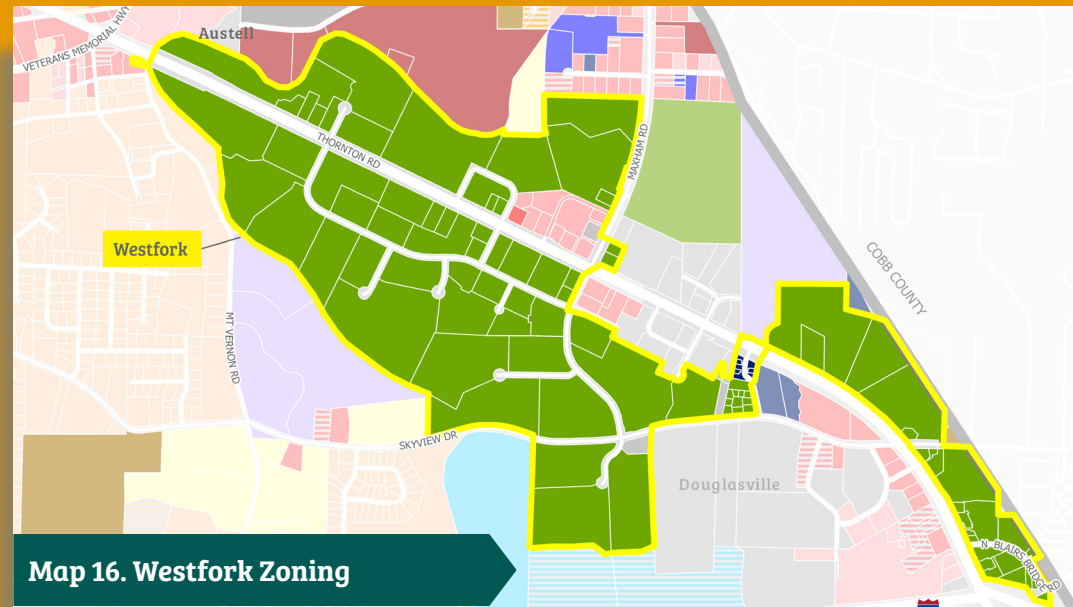 Austell
VETERANS MEMORIAL HWY
THORNTON RD
MAXHAM RD
Westfork
COBB COUNTY
MT VERNON RD
SKYVIEW DR
Douglasville
N. BLAIRS BRIDGE RD
Map 16. Westfork Zoning